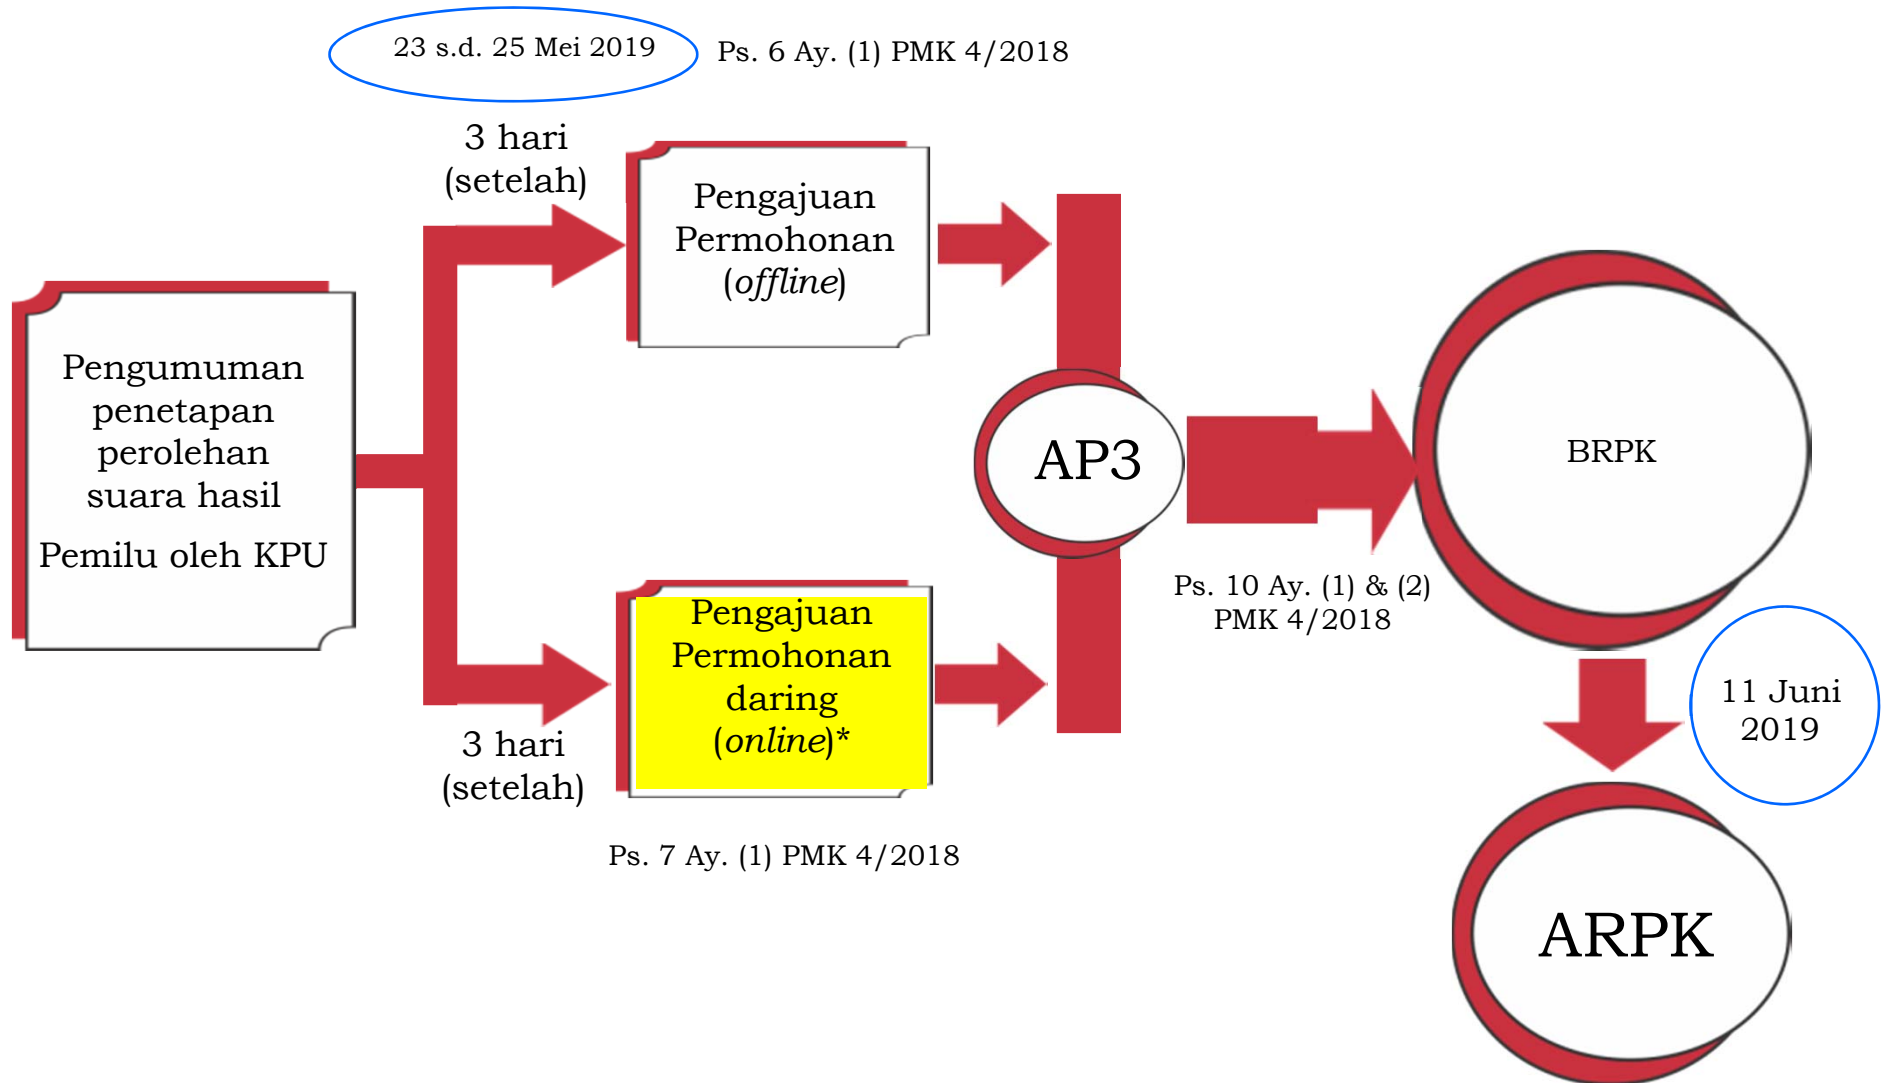 23 s.d. 25 Mei 2019
Ps. 6 Ay. (1) PMK 4/2018
3 hari
(setelah)
Pengajuan
Permohonan
(offline)
Pengumuman
penetapan
perolehan
suara hasil
Pemilu oleh KPU
AP3
BRPK
Ps. 10 Ay. (1) & (2)
PMK 4/2018
Pengajuan
Permohonan
daring
(online)*
3 hari
(setelah)
Ps. 7 Ay. (1) PMK 4/2018
11 Juni
2019
ARPK